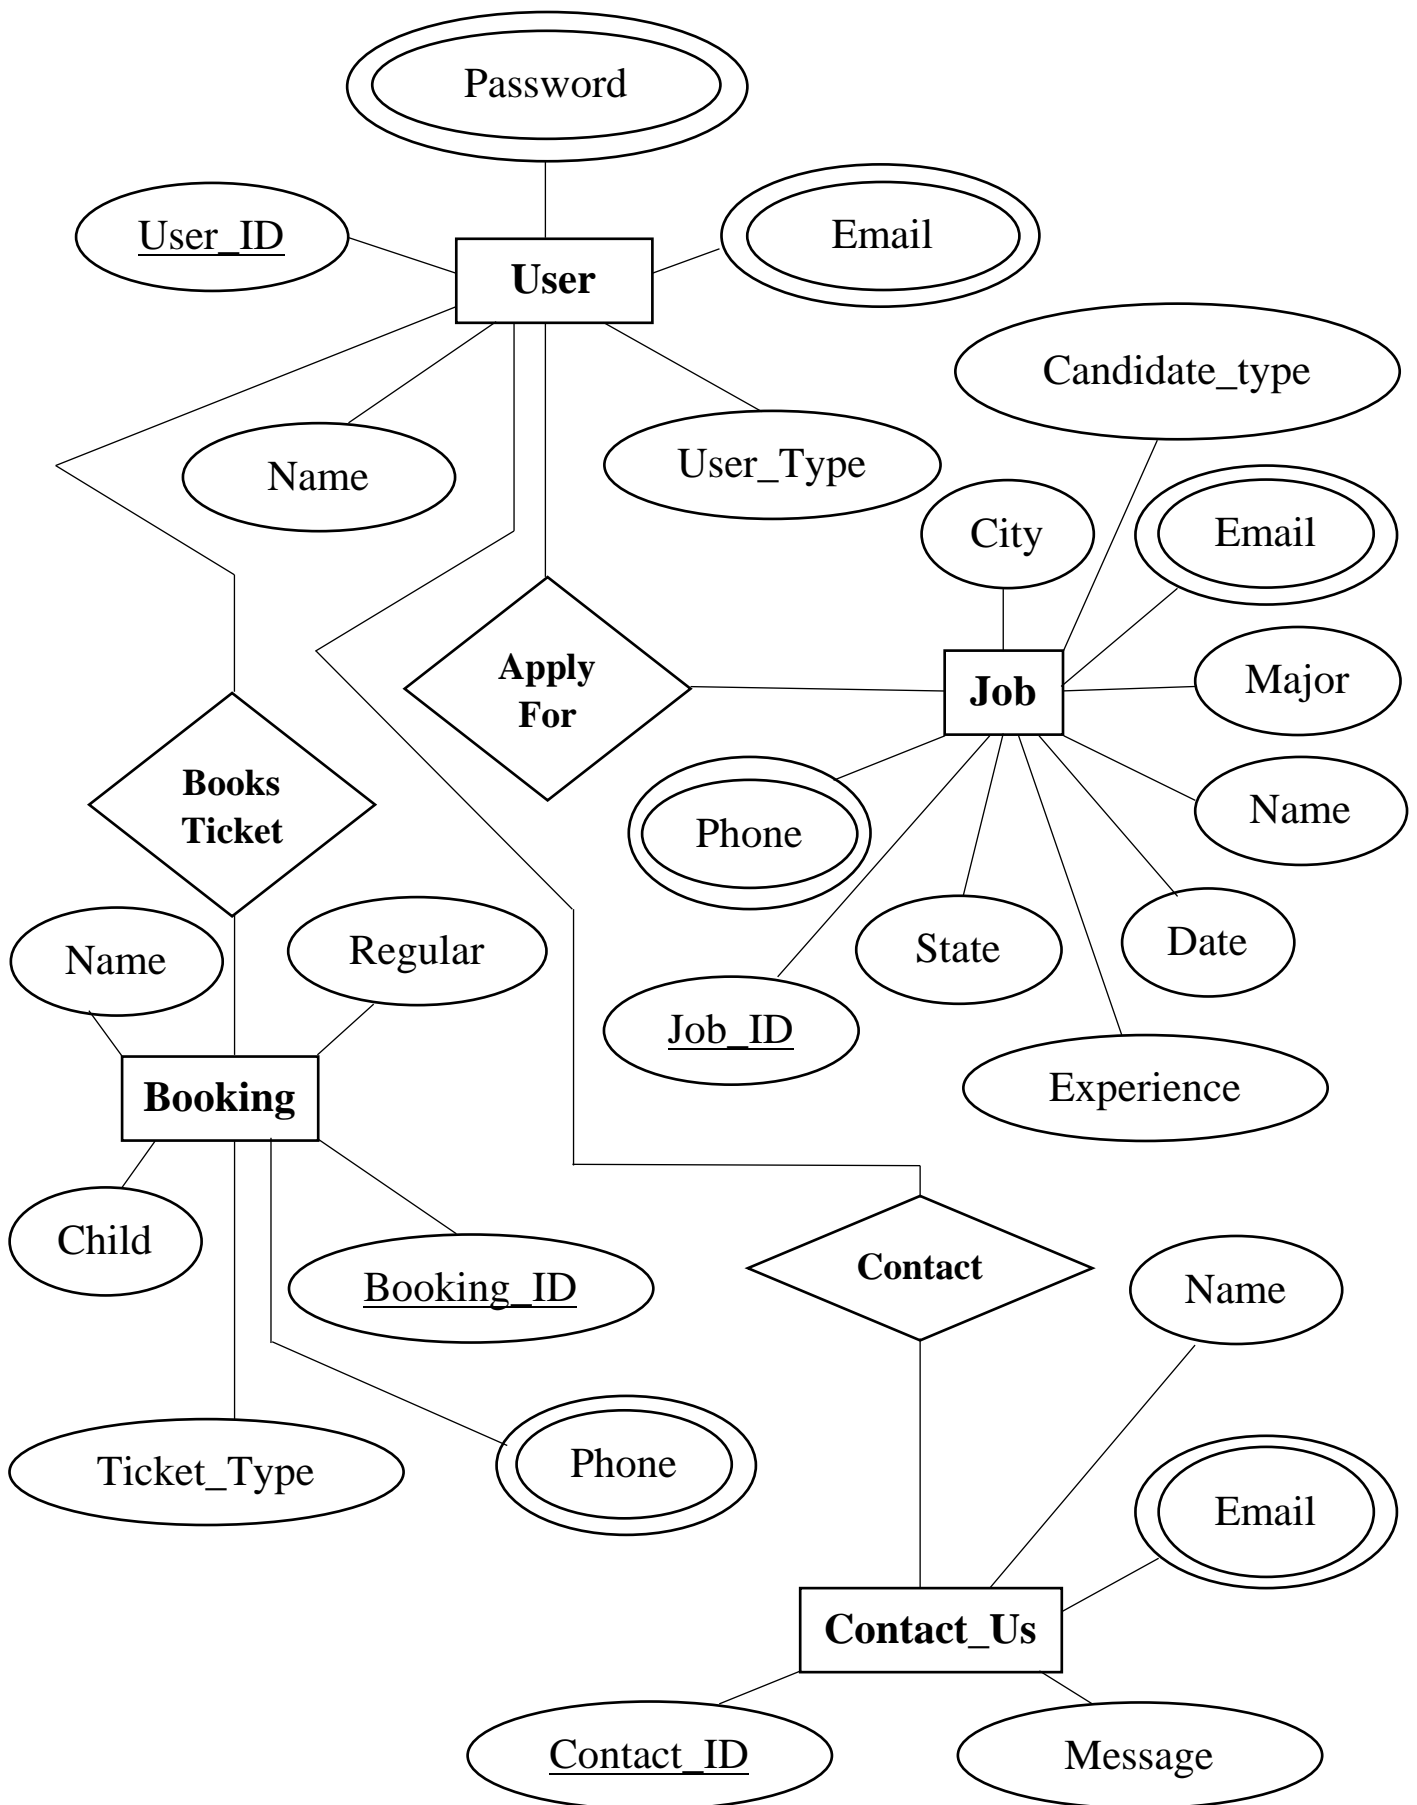 Password
User_ID
Email
User
Candidate_type
Name
User_Type
City
Email
Apply
For
Job
Major
Books
Ticket
Phone
Name
Name
Regular
State
Date
Job_ID
Experience
Booking
Child
Booking_ID
Contact
Name
Ticket_Type
Phone
Email
Contact_Us
Contact_ID
Message